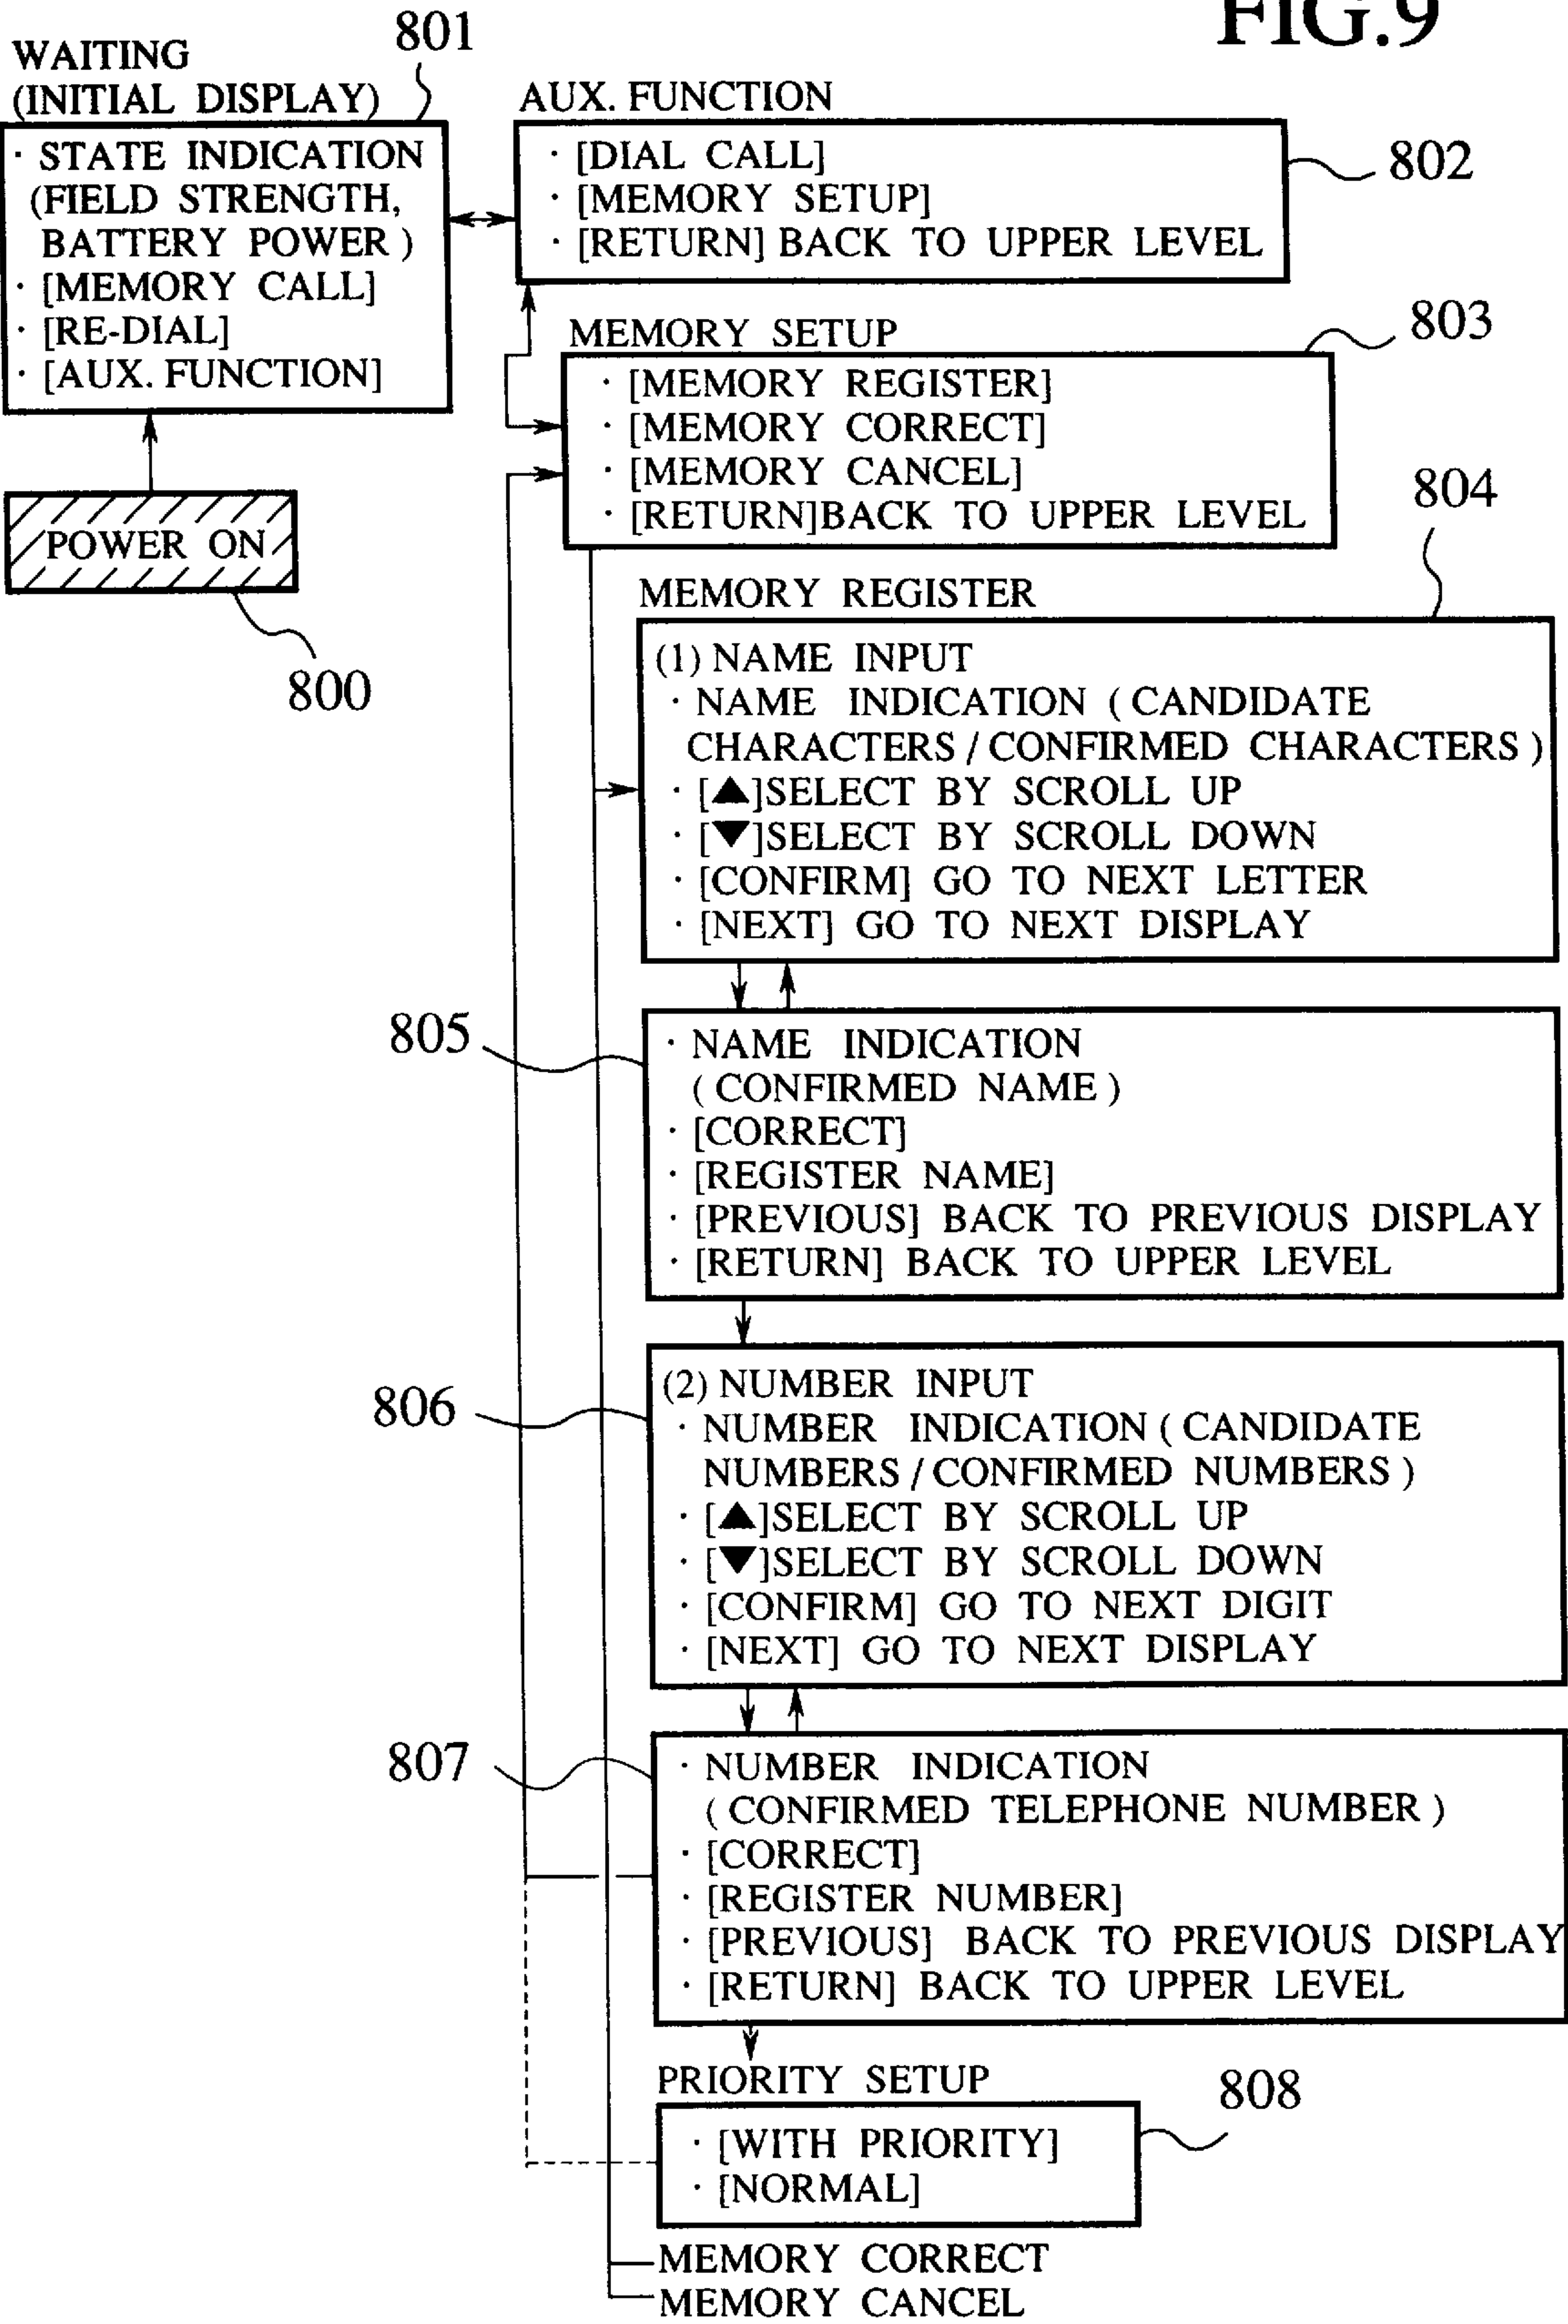 FIG.9
WAITING
(INITIAL DISPLAY)
801
· STATE INDICATION
(FIELD STRENGTH,
BATTERY POWER)
· [MEMORY CALL]
· [RE-DIAL]
· [AUX. FUNCTION]
POWER ON
800
AUX. FUNCTION
· [DIAL CALL]
· [MEMORY SETUP]
· [RETURN] BACK TO UPPER LEVEL
802
MEMORY SETUP
803
· [MEMORY REGISTER]
· [MEMORY CORRECT]
· [MEMORY CANCEL]
· [RETURN]BACK TO UPPER LEVEL
804
MEMORY REGISTER
(1) NAME INPUT
· NAME INDICATION (CANDIDATE
CHARACTERS/CONFIRMED CHARACTERS)
· [▲]SELECT BY SCROLL UP
· [▼]SELECT BY SCROLL DOWN
· [CONFIRM] GO TO NEXT LETTER
· [NEXT] GO TO NEXT DISPLAY
805
· NAME INDICATION
(CONFIRMED NAME)
· [CORRECT]
· [REGISTER NAME]
· [PREVIOUS] BACK TO PREVIOUS DISPLAY
· [RETURN] BACK TO UPPER LEVEL
806
(2) NUMBER INPUT
· NUMBER INDICATION (CANDIDATE
NUMBERS/CONFIRMED NUMBERS)
· [▲]SELECT BY SCROLL UP
· [▼]SELECT BY SCROLL DOWN
· [CONFIRM] GO TO NEXT DIGIT
· [NEXT] GO TO NEXT DISPLAY
807
· NUMBER INDICATION
(CONFIRMED TELEPHONE NUMBER)
· [CORRECT]
· [REGISTER NUMBER]
· [PREVIOUS] BACK TO PREVIOUS DISPLAY
· [RETURN] BACK TO UPPER LEVEL
PRIORITY SETUP
808
· [WITH PRIORITY]
· [NORMAL]
MEMORY CORRECT
MEMORY CANCEL